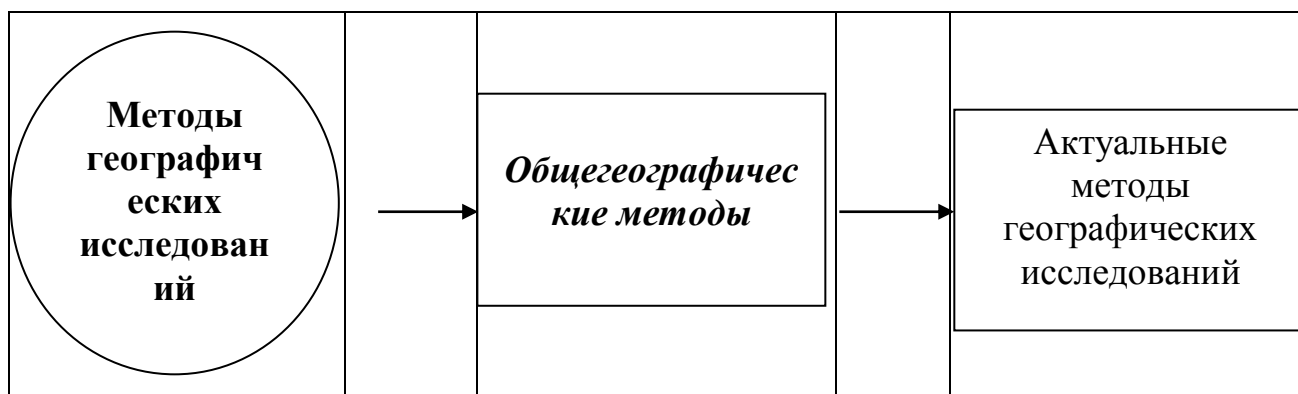 Методы
географич
еских
исследован
ий
Общегеографичес
кие методы
Актуальные
методы
географических
исследований